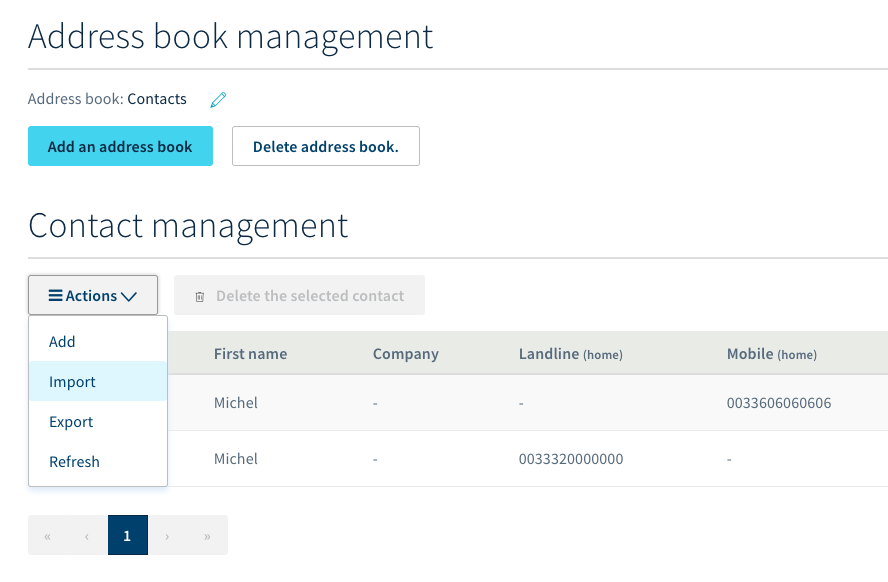 Address book management
Address book: Contacts
Add an address book Delete address book.
Contact management
Actions Delete the selected contact
Add
Import
Export
Refresh
First name Company Landline (home) Mobile (home)
Michel - - 0033606060606
Michel - 0033320000000 -
« ‹ 1 › »